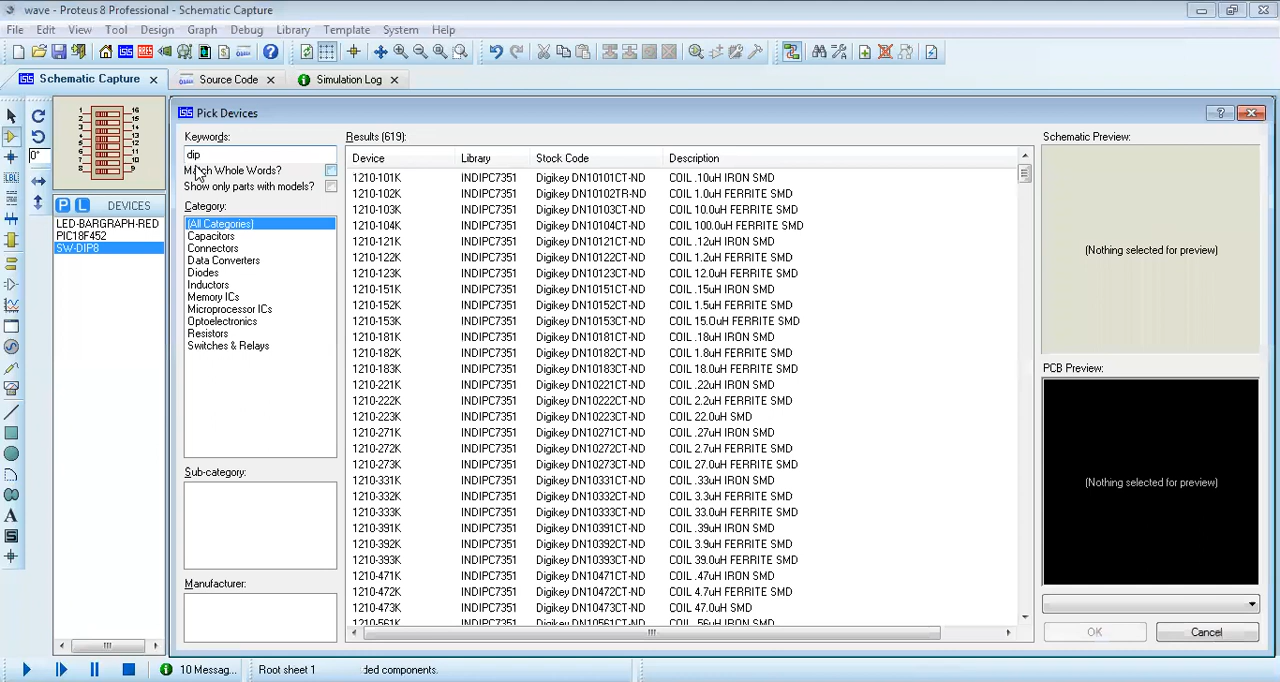 wave - Proteus 8 Professional - Schematic Capture
File Edit View Tool Design Graph Debug Library Template System Help
Schematic Capture Source Code Simulation Log
Pick Devices
Keywords:
dip
Match Whole Words?
Show only parts with models?
Category:
(All Categories)
Capacitors
Connectors
Data Converters
Diodes
Inductors
Memory ICs
Microprocessor ICs
Optoelectronics
Resistors
Switches & Relays
Sub-category:
Manufacturer:
0°
1 16
P L DEVICES
LED-BARGRAPH-RED
PIC18F452
SW-DIP8
Results (619):
Device Library Stock Code Description
1210-101K INDIPC7351 Digikey DN10101CT-ND COIL .10uH IRON SMD
1210-102K INDIPC7351 Digikey DN10102TR-ND COIL 1.0uH FERRITE SMD
1210-103K INDIPC7351 Digikey DN10103CT-ND COIL 10.0uH FERRITE SMD
1210-104K INDIPC7351 Digikey DN10104CT-ND COIL 100.0uH FERRITE SMD
1210-121K INDIPC7351 Digikey DN10121CT-ND COIL .12uH IRON SMD
1210-122K INDIPC7351 Digikey DN10122CT-ND COIL 1.2uH FERRITE SMD
1210-123K INDIPC7351 Digikey DN10123CT-ND COIL 12.0uH FERRITE SMD
1210-151K INDIPC7351 Digikey DN10151CT-ND COIL .15uH IRON SMD
1210-152K INDIPC7351 Digikey DN10152CT-ND COIL 1.5uH FERRITE SMD
1210-153K INDIPC7351 Digikey DN10153CT-ND COIL 15.0uH FERRITE SMD
1210-181K INDIPC7351 Digikey DN10181CT-ND COIL .18uH IRON SMD
1210-182K INDIPC7351 Digikey DN10182CT-ND COIL 1.8uH FERRITE SMD
1210-183K INDIPC7351 Digikey DN10183CT-ND COIL 18.0uH FERRITE SMD
1210-221K INDIPC7351 Digikey DN10221CT-ND COIL .22uH IRON SMD
1210-222K INDIPC7351 Digikey DN10222CT-ND COIL 2.2uH FERRITE SMD
1210-223K INDIPC7351 Digikey DN10223CT-ND COIL 22.0uH SMD
1210-271K INDIPC7351 Digikey DN10271CT-ND COIL .27uH IRON SMD
1210-272K INDIPC7351 Digikey DN10272CT-ND COIL 2.7uH FERRITE SMD
1210-273K INDIPC7351 Digikey DN10273CT-ND COIL 27.0uH FERRITE SMD
1210-331K INDIPC7351 Digikey DN10331CT-ND COIL .33uH IRON SMD
1210-332K INDIPC7351 Digikey DN10332CT-ND COIL 3.3uH FERRITE SMD
1210-333K INDIPC7351 Digikey DN10333CT-ND COIL 33.0uH FERRITE SMD
1210-391K INDIPC7351 Digikey DN10391CT-ND COIL .39uH IRON SMD
1210-392K INDIPC7351 Digikey DN10392CT-ND COIL 3.9uH FERRITE SMD
1210-393K INDIPC7351 Digikey DN10393CT-ND COIL 39.0uH FERRITE SMD
1210-471K INDIPC7351 Digikey DN10471CT-ND COIL .47uH IRON SMD
1210-472K INDIPC7351 Digikey DN10472CT-ND COIL 4.7uH FERRITE SMD
1210-473K INDIPC7351 Digikey DN10473CT-ND COIL 47.0uH SMD
1210-561K INDIPC7351 Digikey DN10561CT-ND COIL .56uH IRON SMD
Schematic Preview:
(Nothing selected for preview)
PCB Preview:
(Nothing selected for preview)
OK Cancel
10 Messag... Root sheet 1 ded components.